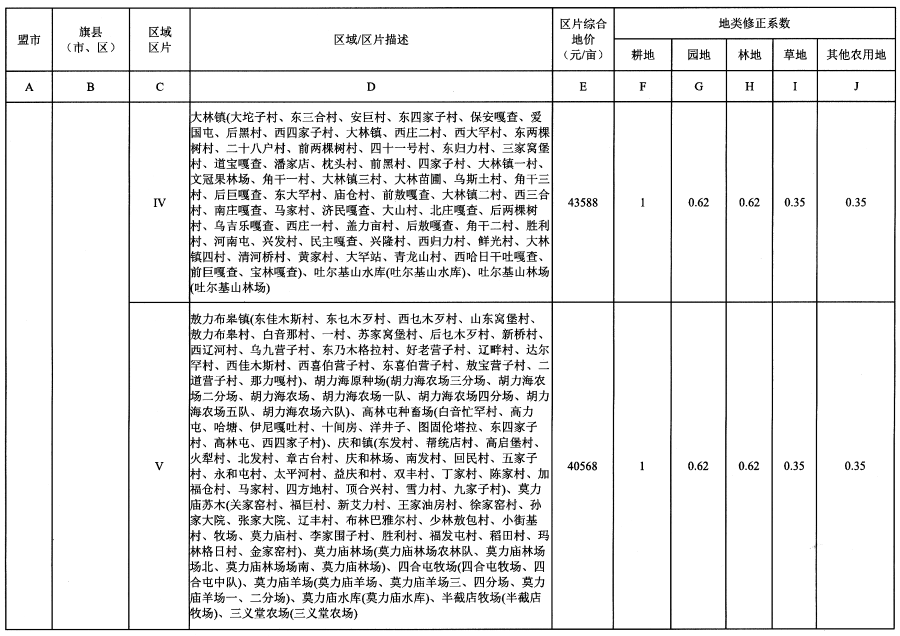 盟市
旗县
（市、区）
区域
区片
区域/区片描述
区片综合
地价
（元/亩）
地类修正系数
耕地
园地
林地
草地
其他农用地
A
B
C
D
E
F
G
H
I
J
大林镇(大坨子村、东三合村、安巨村、东四家子村、保安嘎查、爱
国屯、后黑村、西四家子村、大林镇、西庄二村、西大罕村、东两棵
树村、二十八户村、前两棵树村、四十一号村、东归力村、三家窝堡
村、道宝嘎查、潘家店、枕头村、前黑村、四家子村、大林镇一村、
文冠果林场、角干一村、大林镇三村、大林苗圃、乌斯土村、角干三
村、后巨嘎查、东大罕村、庙仓村、前敖嘎查、大林镇二村、西三合
村、南庄嘎查、马家村、济民嘎查、大山村、北庄嘎查、后两棵树
村、乌吉乐嘎查、西庄一村、盖力亩村、后敖嘎查、角干二村、胜利
村、河南屯、兴发村、民主嘎查、兴隆村、西归力村、鲜光村、大林
镇四村、清河桥村、黄家村、大罕站、青龙山村、西哈日干吐嘎查、
前巨嘎查、宝林嘎查)、吐尔基山水库(吐尔基山水库)、吐尔基山林场
(吐尔基山林场)
IV
43588
1
0.62
0.62
0.35
0.35
敖力布皋镇(东佳木斯村、东乜木歹村、西乜木歹村、山东窝堡村、
敖力布皋村、白音那村、一村、苏家窝堡村、后乜木歹村、新桥村、
西辽河村、乌九营子村、东乃木格拉村、好老营子村、辽畔村、达尔
罕村、西佳木斯村、西喜伯营子村、东喜伯营子村、敖宝营子村、二
道营子村、那力嘎村)、胡力海原种场(胡力海农场三分场、胡力海农
场二分场、胡力海农场、胡力海农场一队、胡力海农场四分场、胡力
海农场五队、胡力海农场六队)、高林屯种畜场(白音忙罕村、高力
屯、哈塘、伊尼嘎吐村、十间房、洋井子、图固伦塔拉、东四家子
村、高林屯、西四家子村)、庆和镇(东发村、帮统店村、高启堡村、
火犁村、北发村、章古台村、庆和林场、南发村、回民村、五家子
村、永和屯村、太平河村、益庆和村、双丰村、丁家村、陈家村、加
福仓村、马家村、四方地村、顶合兴村、雪力村、九家子村)、莫力
庙苏木(关家窑村、福巨村、新艾力村、王家油房村、徐家窑村、孙
家大院、张家大院、辽丰村、布林巴雅尔村、少林敖包村、小街基
村、牧场、莫力庙村、李家围子村、胜利村、福发屯村、稻田村、玛
林格日村、金家窑村)、莫力庙林场(莫力庙林场农林队、莫力庙林场
场北、莫力庙林场场南、莫力庙林场)、四合屯牧场(四合屯牧场、四
合屯中队)、莫力庙羊场(莫力庙羊场、莫力庙羊场三、四分场、莫力
庙羊场一、二分场)、莫力庙水库(莫力庙水库)、半截店牧场(半截店
牧场)、三义堂农场(三义堂农场)
V
40568
1
0.62
0.62
0.35
0.35